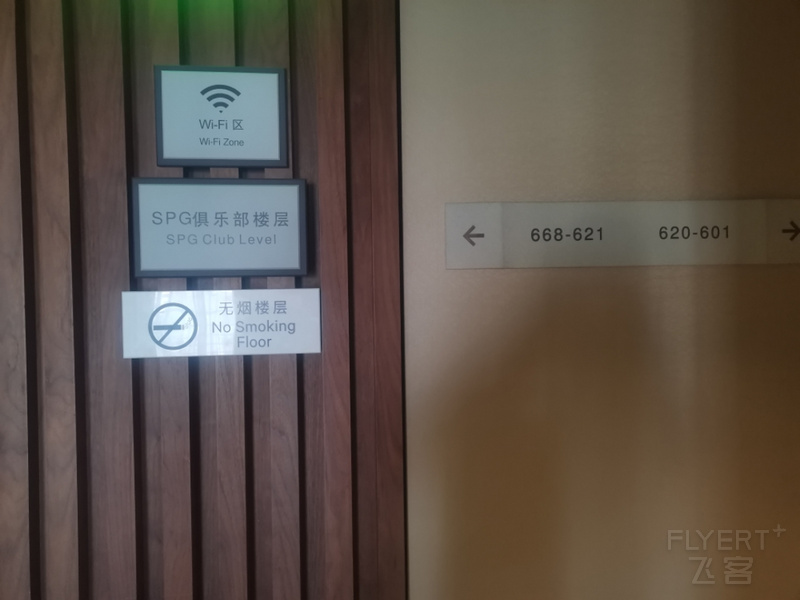 Wi-Fi 区
Wi-Fi Zone
SPG俱乐部楼层
SPG Club Level
无烟楼层
No Smoking
Floor
← 668-621 620-601 →
FLYERT+
飞客